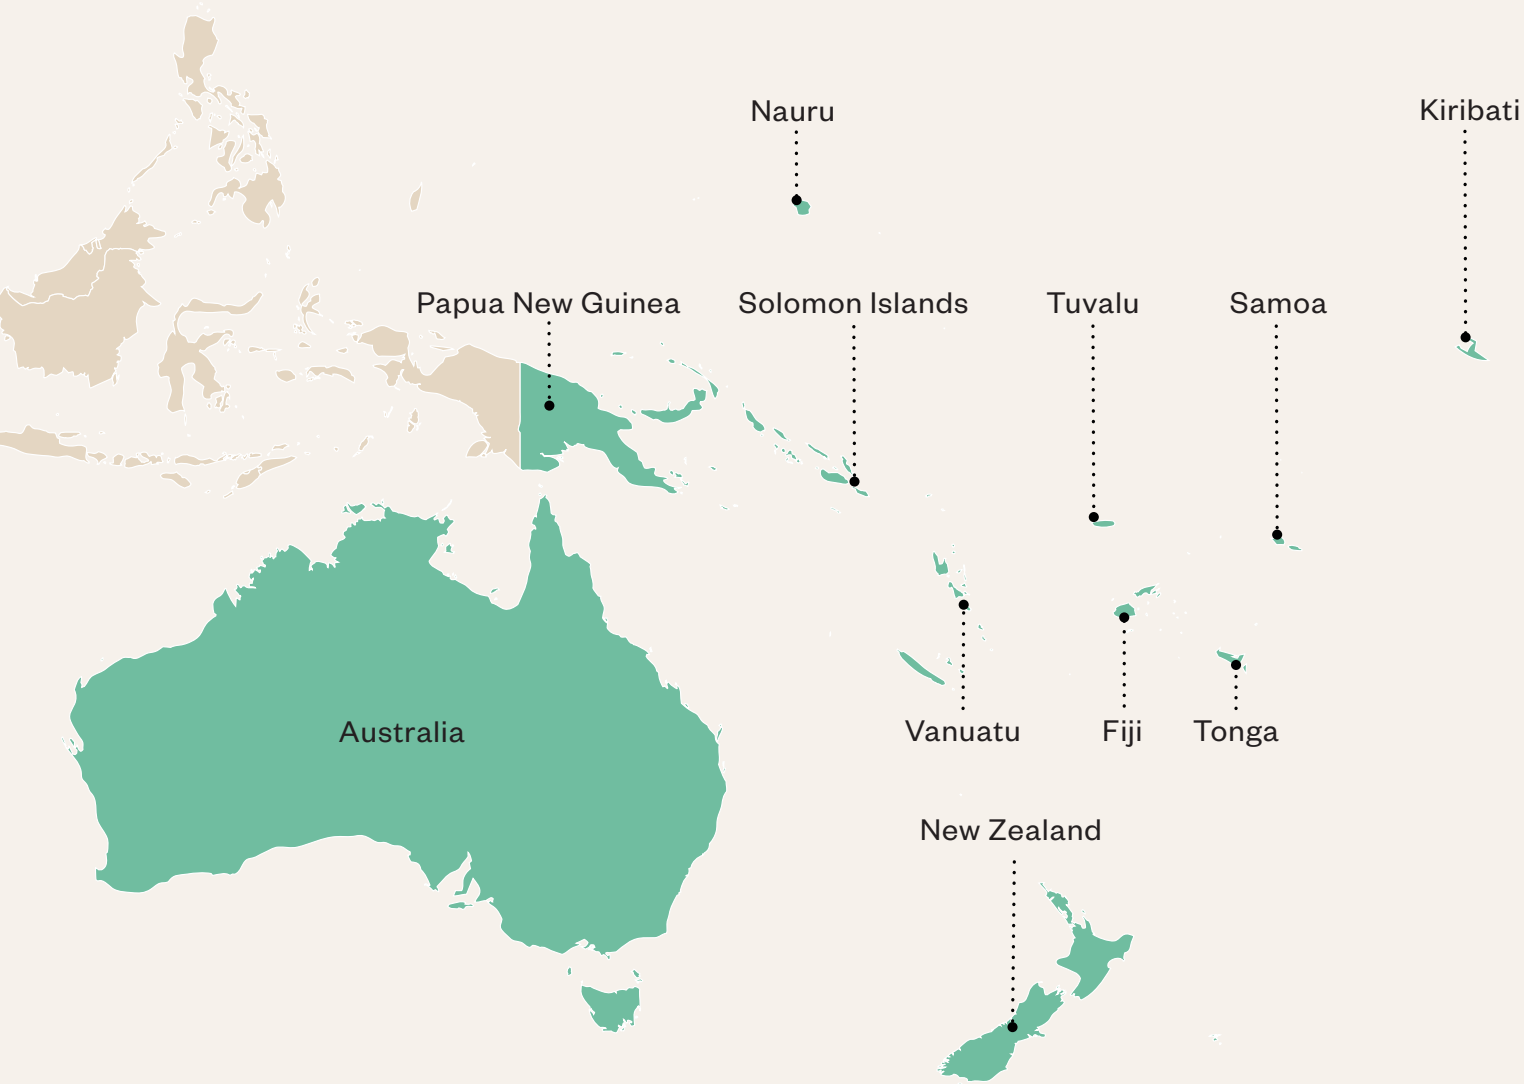 Nauru
Kiribati
Papua New Guinea
Solomon Islands
Tuvalu
Samoa
Australia
Vanuatu
Fiji
Tonga
New Zealand